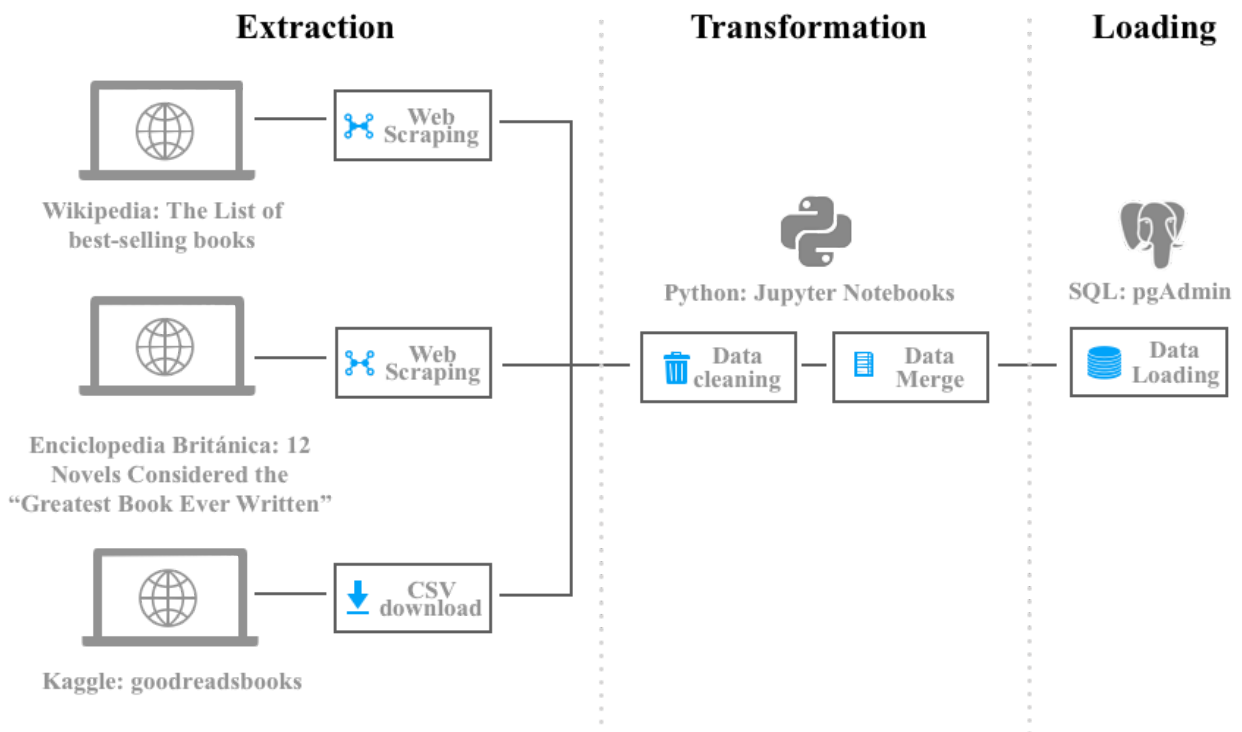 Extraction
Transformation
Loading
Web
Scraping
Wikipedia: The List of
best-selling books
Web
Scraping
Enciclopedia Británica: 12
Novels Considered the
“Greatest Book Ever Written”
CSV
download
Kaggle: goodreadsbooks
Python: Jupyter Notebooks
Data
cleaning
Data
Merge
SQL: pgAdmin
Data
Loading